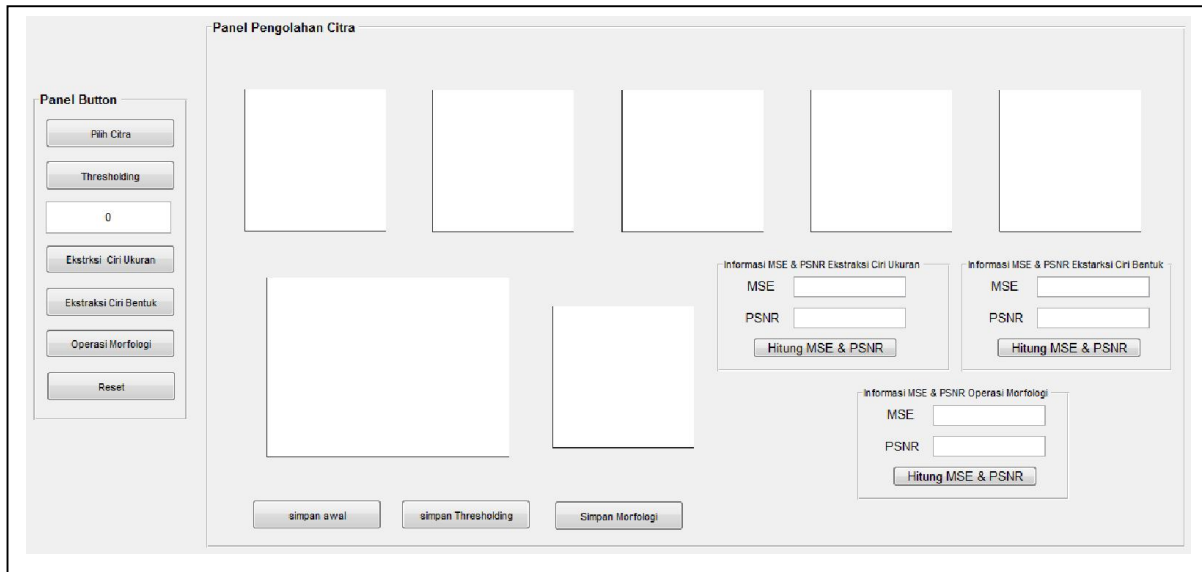 Panel Pengolahan Citra
Panel Button
Pilih Citra
Thresholding
0
Ekstrksi Ciri Ukuran
Ekstraksi Ciri Bentuk
Operasi Morfologi
Reset
Informasi MSE & PSNR Ekstraksi Ciri Ukuran
MSE
PSNR
Hitung MSE & PSNR
Informasi MSE & PSNR Ekstarksi Ciri Bentuk
MSE
PSNR
Hitung MSE & PSNR
Informasi MSE & PSNR Operasi Morfologi
MSE
PSNR
Hitung MSE & PSNR
simpan awal
simpan Thresholding
Simpan Morfologi